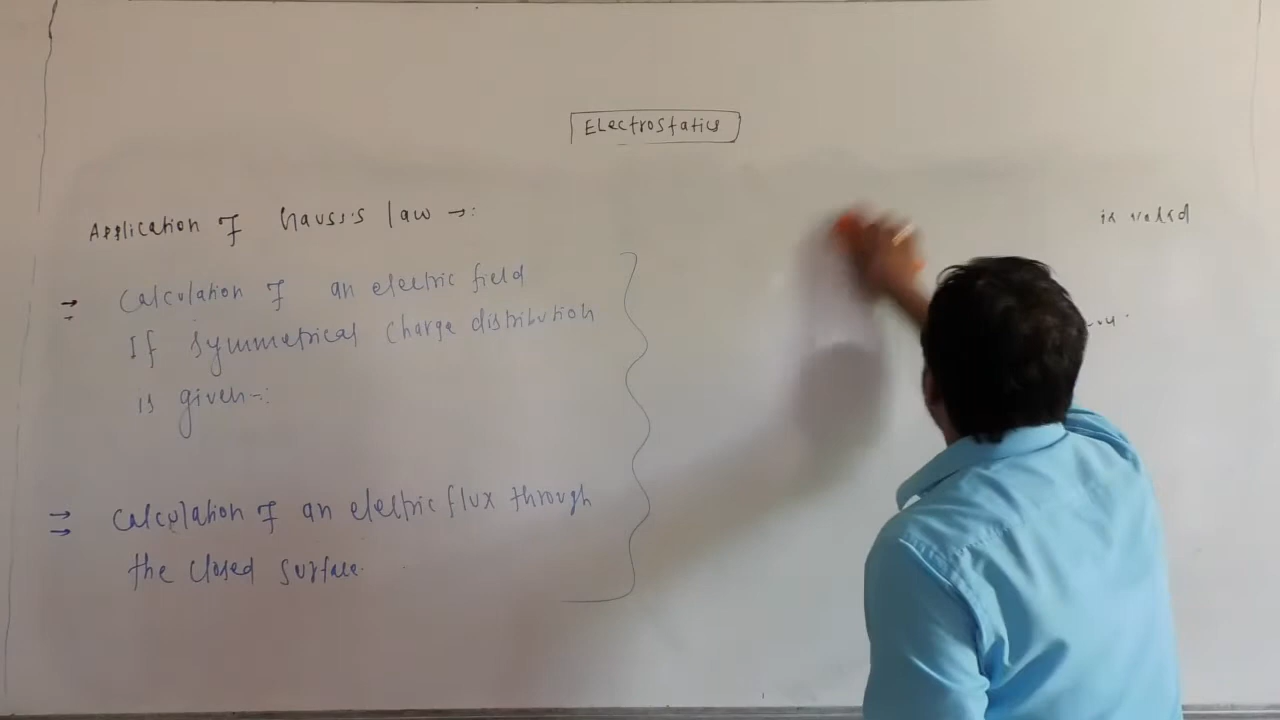 Electrostatics
Application of Gauss's law →:
⇒ Calculation of an electric field
If symmetrical charge distribution
is given-:
⇒ Calculation of an electric flux through
the closed surface.
is valid